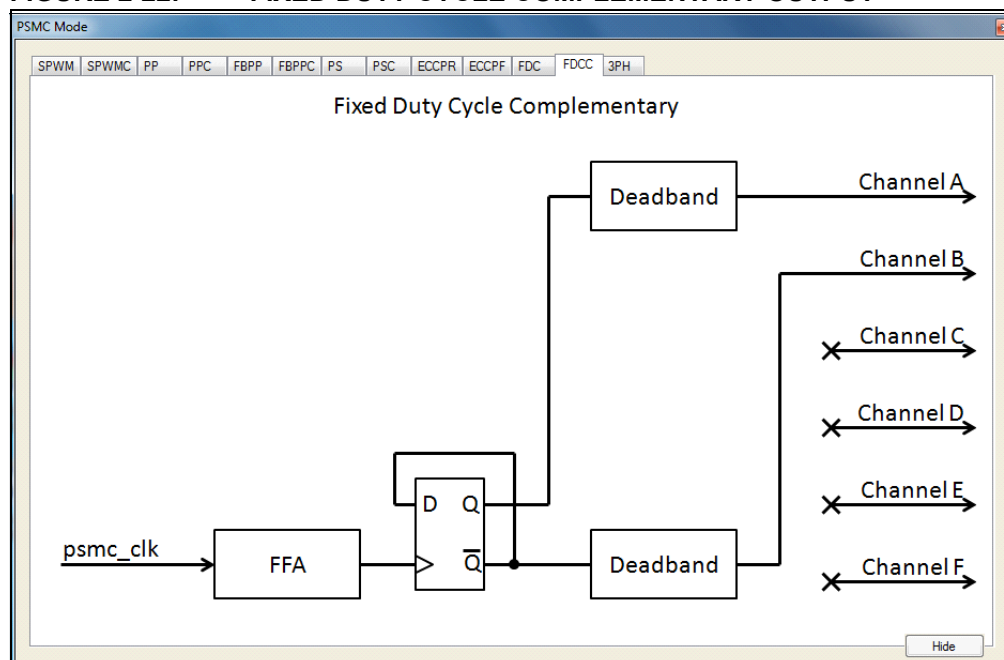 PSMC Mode
SPWM SPWMC PP PPC FBPP FBPPC PS PSC ECCPR ECCPF FDC FDCC 3PH
Fixed Duty Cycle Complementary
Deadband
Channel A
Channel B
Channel C
Channel D
D Q
Channel E
psmc_clk
FFA
Q̅
Deadband
Channel F
Hide